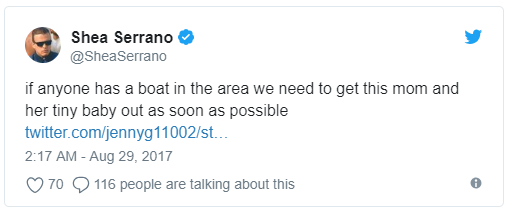 Shea Serrano
@SheaSerrano
if anyone has a boat in the area we need to get this mom and
her tiny baby out as soon as possible
twitter.com/jennyg11002/st…
2:17 AM - Aug 29, 2017
70 116 people are talking about this